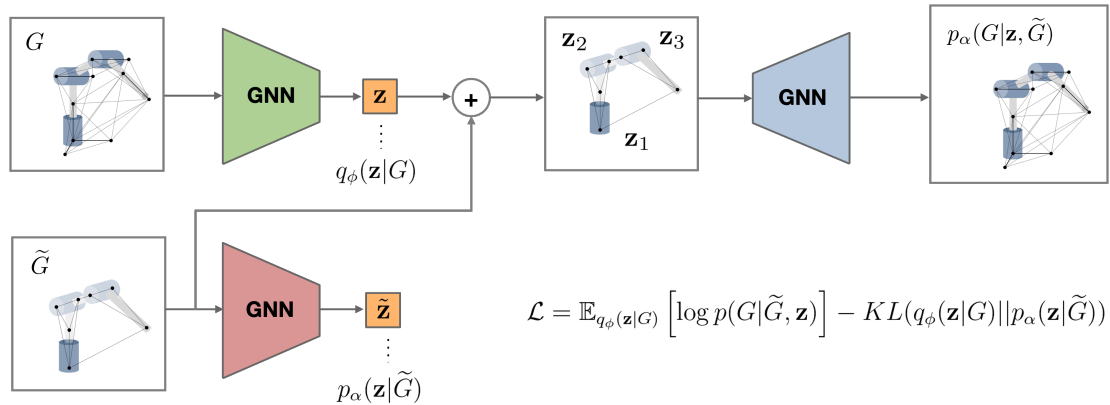 G
GNN
z
+
q_ϕ(z|G)
z_2
z_3
z_1
GNN
p_α(G|z, G̃)
G̃
GNN
z̃
p_α(z|G̃)
ℒ = 𝔼_{q_ϕ(z|G)} [log p(G|G̃, z)] − KL(q_ϕ(z|G)||p_α(z|G̃))